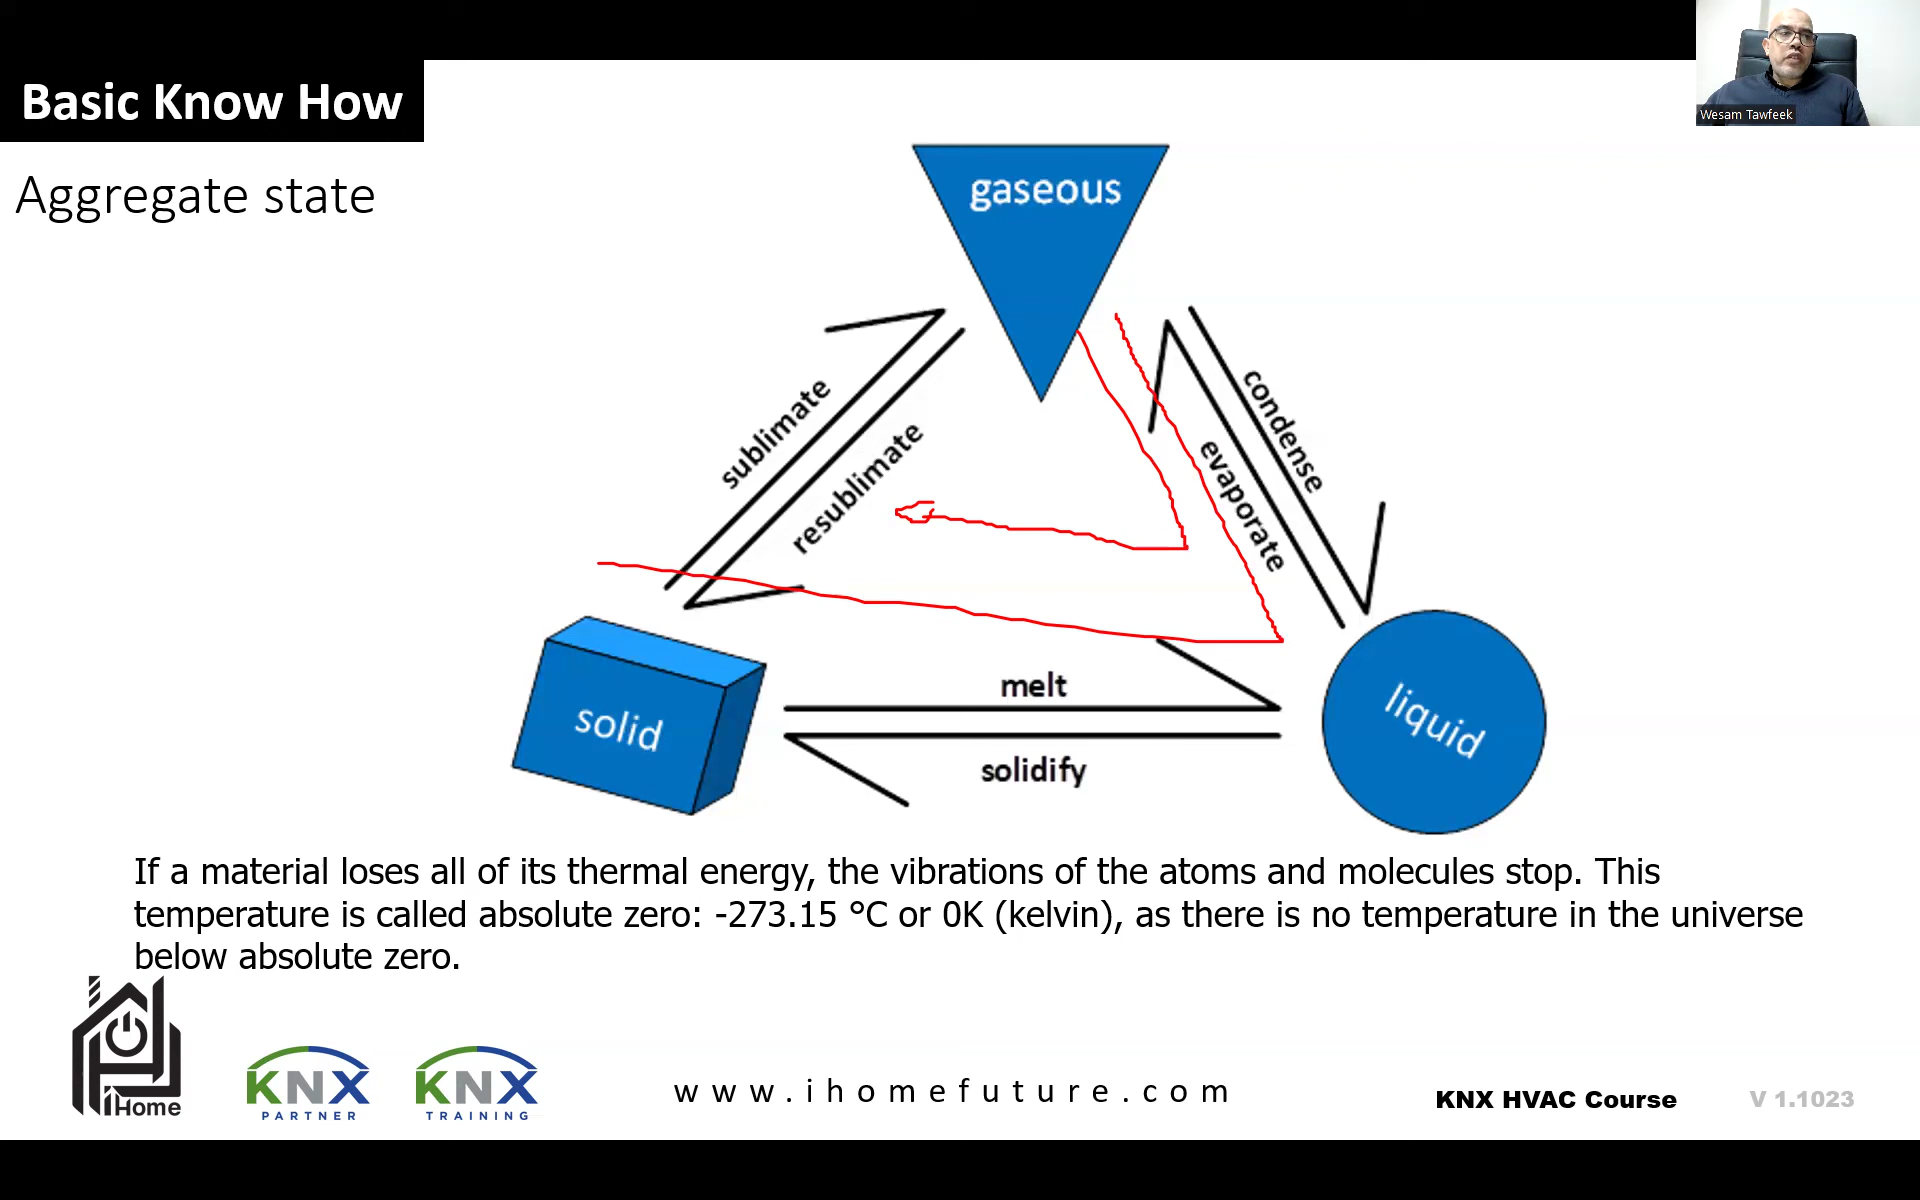 Basic Know How
Wesam Tawfeek
Aggregate state
gaseous
sublimate
resublimate
condense
evaporate
melt
solid
liquid
solidify
If a material loses all of its thermal energy, the vibrations of the atoms and molecules stop. This
temperature is called absolute zero: -273.15 °C or 0K (kelvin), as there is no temperature in the universe
below absolute zero.
iHome
KNX
PARTNER
KNX
TRAINING
www.ihomefuture.com
KNX HVAC Course
V 1.1023